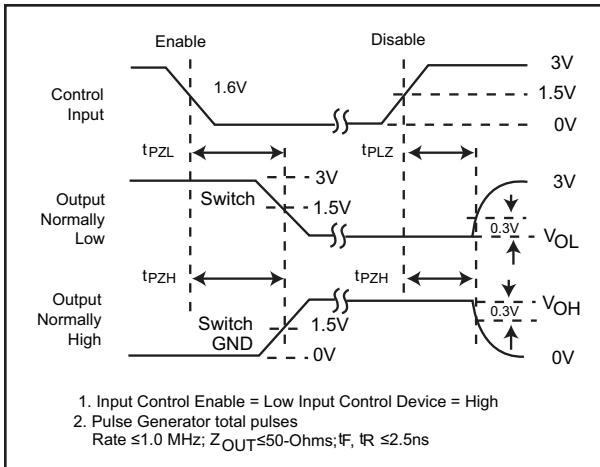 Enable
Disable
Control
Input
1.6V
3V
1.5V
0V
tPZL
tPLZ
Output
Normally
Low
Switch
3V
1.5V
3V
0.3V
VOL
tPZH
tPZH
Output
Normally
High
Switch
GND
1.5V
0V
VOH
0.3V
0V
1. Input Control Enable = Low Input Control Device = High
2. Pulse Generator total pulses
Rate ≤1.0 MHz; ZOUT≤50-Ohms; tF, tR ≤2.5ns